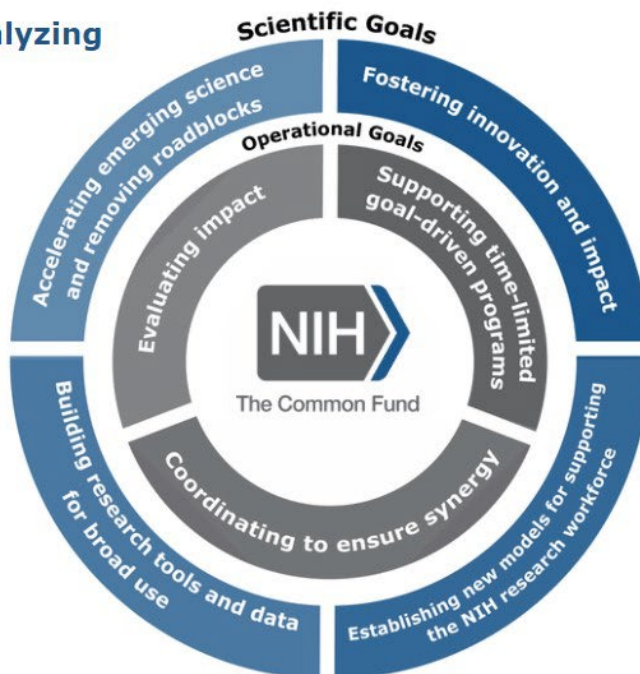 Scientific Goals
Accelerating emerging science
and removing roadblocks
Fostering innovation and impact
Building research tools and data
for broad use
Establishing new models for supporting
the NIH research workforce
Operational Goals
Evaluating impact
Supporting time-limited
goal-driven programs
Coordinating to ensure synergy
NIH
The Common Fund